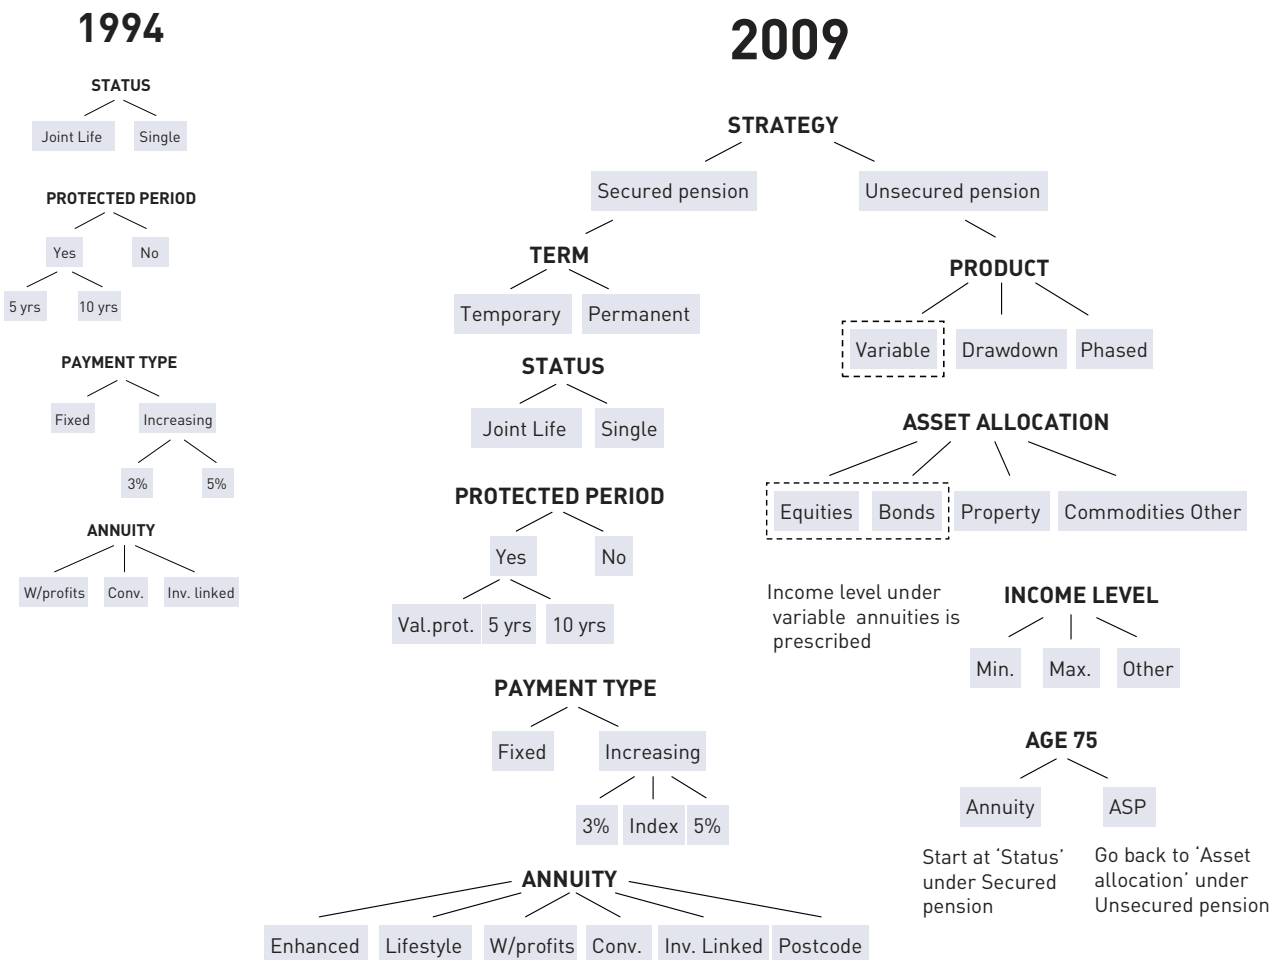 1994
STATUS
Joint Life Single
PROTECTED PERIOD
Yes No
5 yrs 10 yrs
PAYMENT TYPE
Fixed Increasing
3% 5%
ANNUITY
W/profits Conv. Inv. linked
2009
STRATEGY
Secured pension Unsecured pension
TERM
Temporary Permanent
STATUS
Joint Life Single
PROTECTED PERIOD
Yes No
Val.prot. 5 yrs 10 yrs
PAYMENT TYPE
Fixed Increasing
3% Index 5%
ANNUITY
Enhanced Lifestyle W/profits Conv. Inv. Linked Postcode
PRODUCT
Variable Drawdown Phased
ASSET ALLOCATION
Equities Bonds Property Commodities Other
Income level under
variable annuities is
prescribed
INCOME LEVEL
Min. Max. Other
AGE 75
Annuity ASP
Start at ‘Status’
under Secured
pension
Go back to ‘Asset
allocation’ under
Unsecured pension